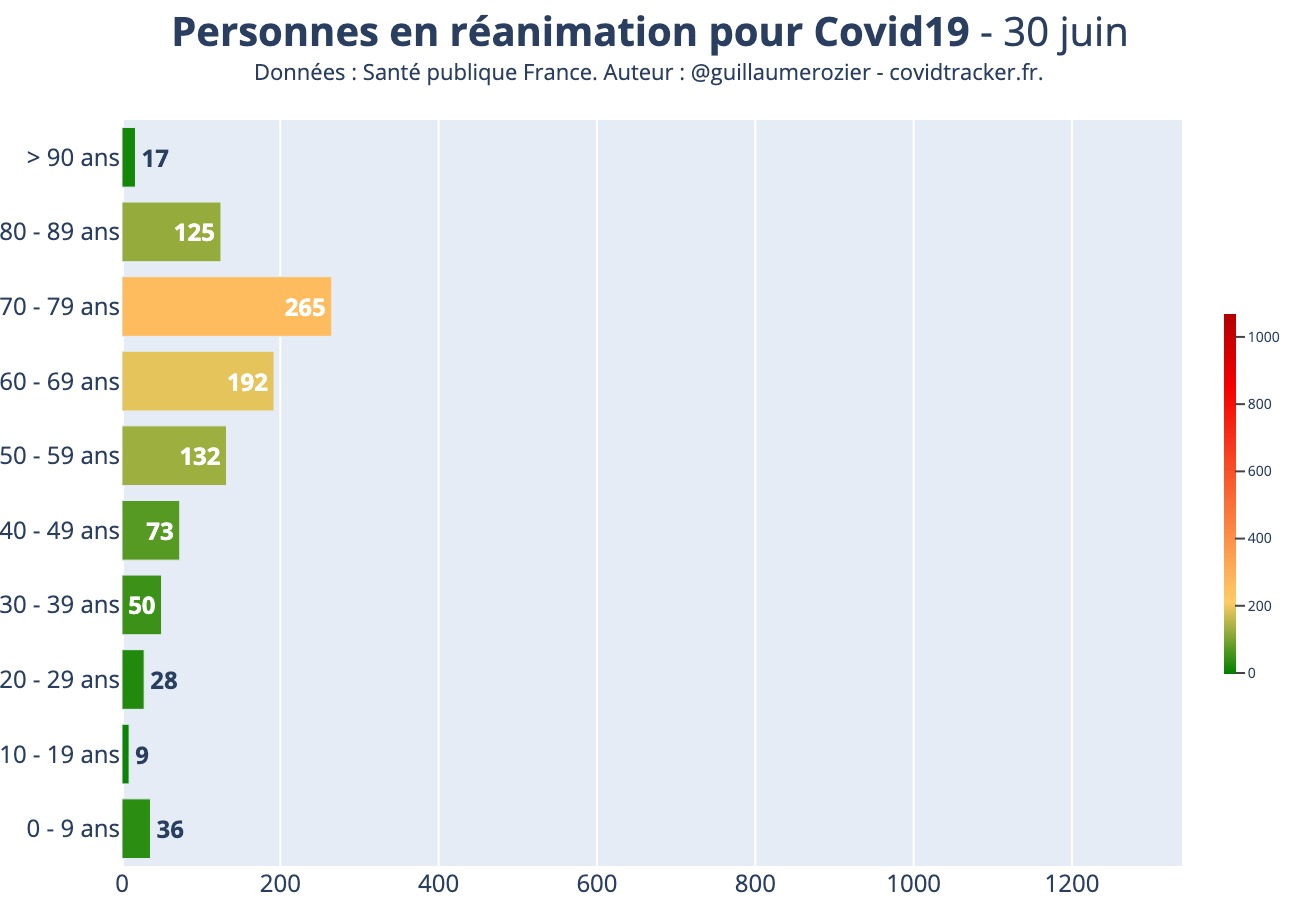 Personnes en réanimation pour Covid19 - 30 juin
Données : Santé publique France. Auteur : @guillaumerozier - covidtracker.fr.
> 90 ans 17
80 - 89 ans 125
70 - 79 ans 265
60 - 69 ans 192
50 - 59 ans 132
40 - 49 ans 73
30 - 39 ans 50
20 - 29 ans 28
10 - 19 ans 9
0 - 9 ans 36
0 200 400 600 800 1000 1200
1000
800
600
400
200
0